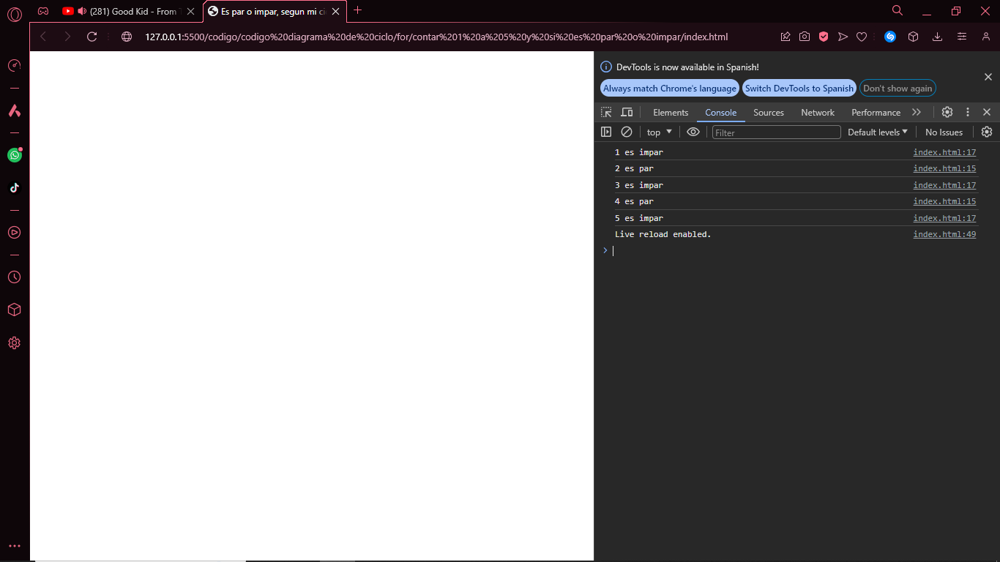 (281) Good Kid - From
Es par o impar, segun mi ci
127.0.0.1:5500/codigo/codigo%20diagrama%20de%20ciclo/for/contar%201%20a%205%20y%20si%20es%20par%20o%20impar/index.html
DevTools is now available in Spanish!
Always match Chrome's language
Switch DevTools to Spanish
Don't show again
Elements Console Sources Network Performance
top Filter Default levels No Issues
1 es impar index.html:17
2 es par index.html:15
3 es impar index.html:17
4 es par index.html:15
5 es impar index.html:17
Live reload enabled. index.html:49